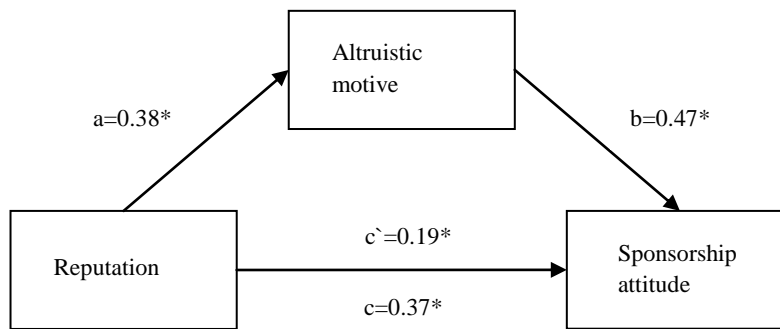 Altruistic
motive
a=0.38*
b=0.47*
c`=0.19*
Reputation
Sponsorship
attitude
c=0.37*